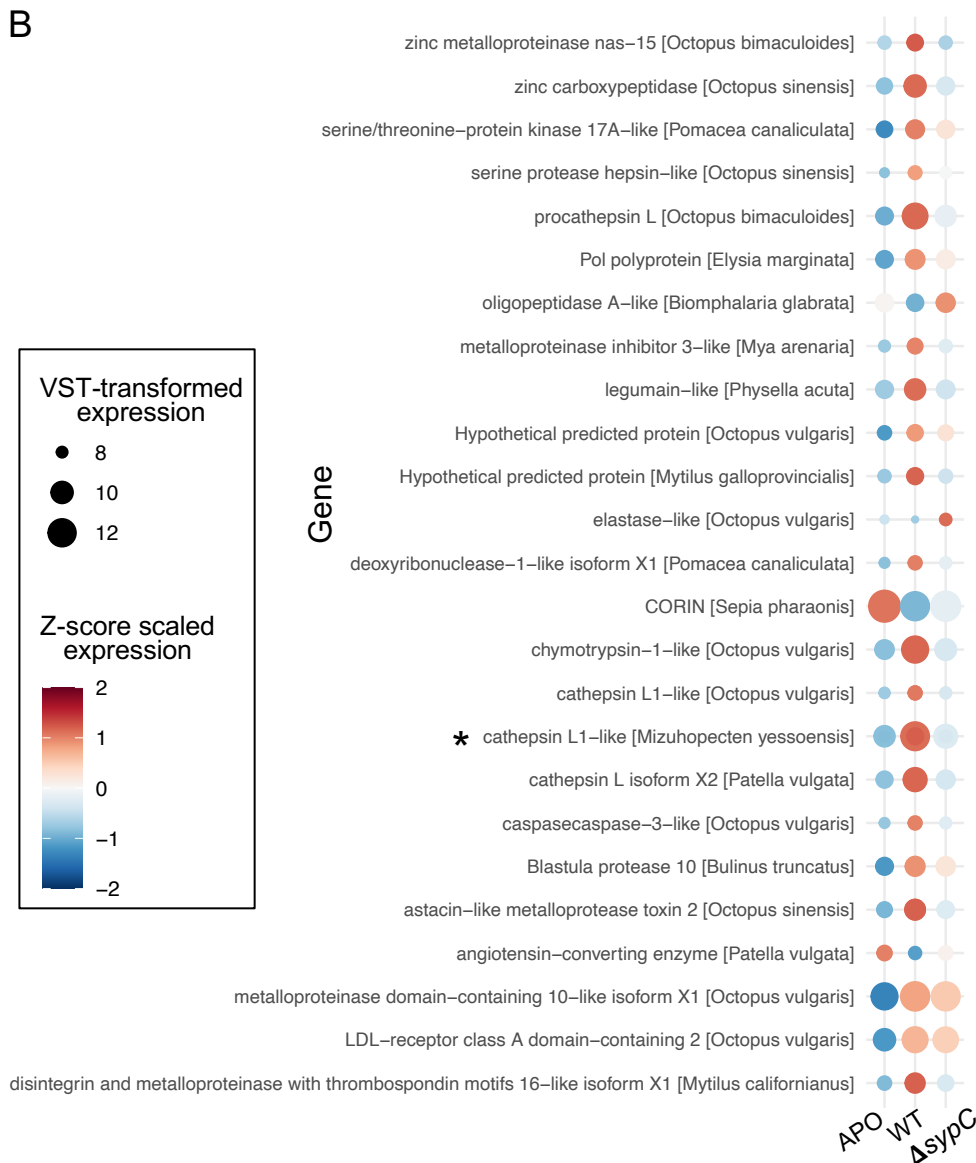 B
zinc metalloproteinase nas−15 [Octopus bimaculoides]
zinc carboxypeptidase [Octopus sinensis]
serine/threonine−protein kinase 17A−like [Pomacea canaliculata]
serine protease hepsin−like [Octopus sinensis]
procathepsin L [Octopus bimaculoides]
Pol polyprotein [Elysia marginata]
oligopeptidase A−like [Biomphalaria glabrata]
metalloproteinase inhibitor 3−like [Mya arenaria]
legumain−like [Physella acuta]
Hypothetical predicted protein [Octopus vulgaris]
Hypothetical predicted protein [Mytilus galloprovincialis]
elastase−like [Octopus vulgaris]
deoxyribonuclease−1−like isoform X1 [Pomacea canaliculata]
CORIN [Sepia pharaonis]
chymotrypsin−1−like [Octopus vulgaris]
cathepsin L1−like [Octopus vulgaris]
* cathepsin L1−like [Mizuhopecten yessoensis]
cathepsin L isoform X2 [Patella vulgata]
caspasecaspase−3−like [Octopus vulgaris]
Blastula protease 10 [Bulinus truncatus]
astacin−like metalloprotease toxin 2 [Octopus sinensis]
angiotensin−converting enzyme [Patella vulgata]
metalloproteinase domain−containing 10−like isoform X1 [Octopus vulgaris]
LDL−receptor class A domain−containing 2 [Octopus vulgaris]
disintegrin and metalloproteinase with thrombospondin motifs 16−like isoform X1 [Mytilus californianus]
Gene
APO
WT
ΔsypC
VST-transformed
expression
8
10
12
Z-score scaled
expression
2
1
0
−1
−2